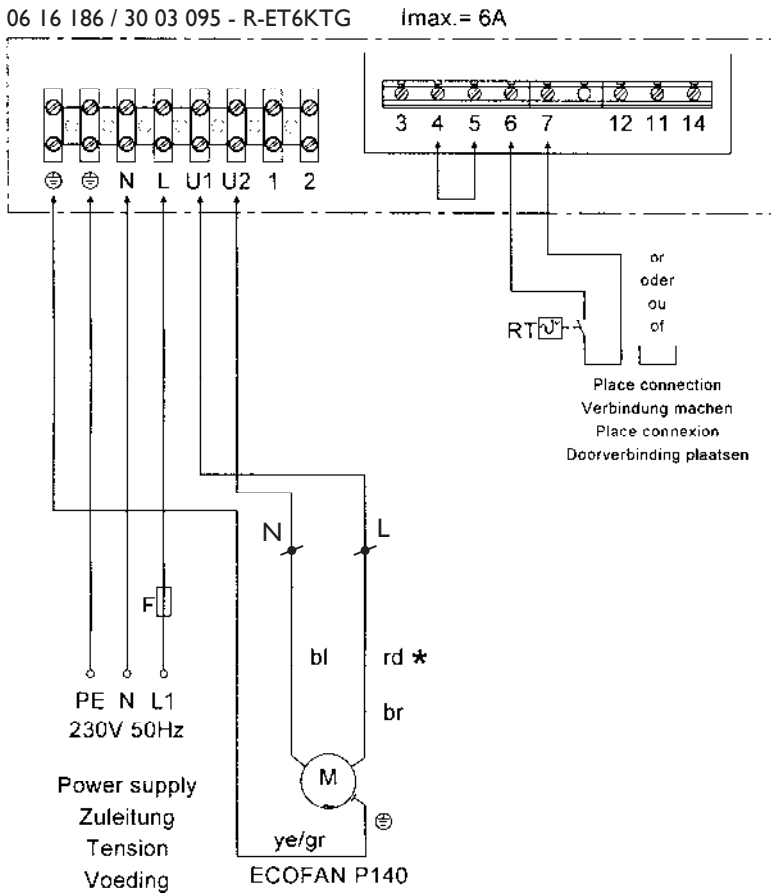 06 16 186 / 30 03 095 - R-ET6KTG Imax.= 6A
3 4 5 6 7 12 11 14
N L U1 U2 1 2
or
oder
ou
of
RT
Place connection
Verbindung machen
Place connexion
Doorverbinding plaatsen
N L
F
bl rd *
br
PE N L1
230V 50Hz
M
Power supply
Zuleitung
Tension
Voeding
ye/gr
ECOFAN P140